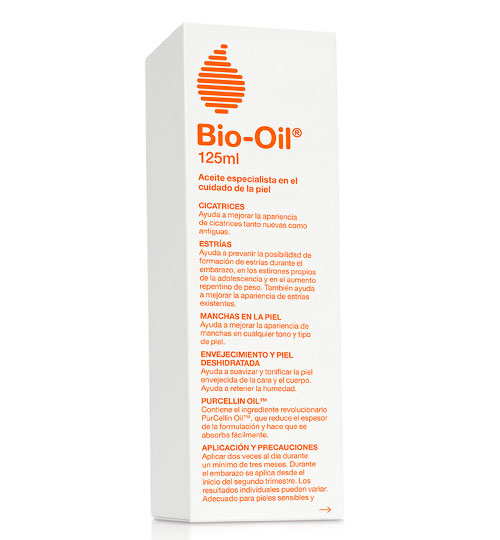 Bio-Oil®
125ml
Aceite especialista en el
cuidado de la piel
CICATRICES
Ayuda a mejorar la apariencia
de cicatrices tanto nuevas como
antiguas.
ESTRÍAS
Ayuda a prevenir la posibilidad de
formación de estrías durante el
embarazo, en los estirones propios
de la adolescencia y en el aumento
repentino de peso. También ayuda
a mejorar la apariencia de estrías
existentes.
MANCHAS EN LA PIEL
Ayuda a mejorar la apariencia de
manchas en cualquier tono y tipo
de piel.
ENVEJECIMIENTO Y PIEL
DESHIDRATADA
Ayuda a suavizar y tonificar la piel
envejecida de la cara y el cuerpo.
Ayuda a retener la humedad.
PURCELLIN OIL™
Contiene el ingrediente revolucionario
PurCellin Oil™, que reduce el espesor
de la formulación y hace que se
absorba fácilmente.
APLICACIÓN Y PRECAUCIONES
Aplicar dos veces al día durante
un mínimo de tres meses. Durante
el embarazo se aplica desde el
inicio del segundo trimestre. Los
resultados individuales pueden variar.
Adecuado para pieles sensibles y